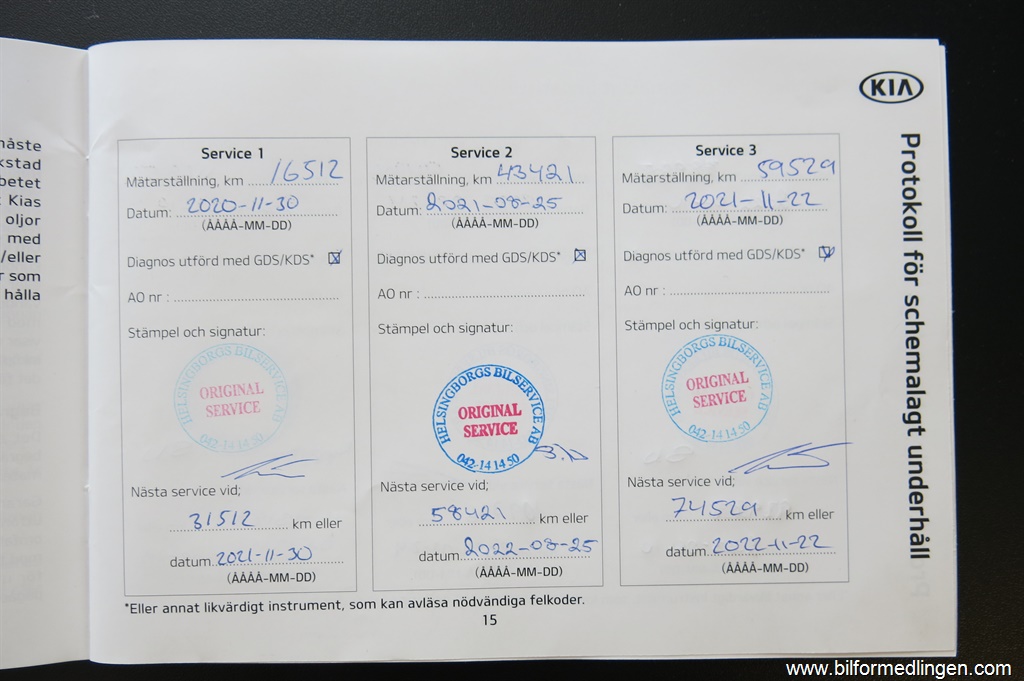 måste
kstad
betet
Kias
oljor
med
/eller
r som
hålla
KIA
Protokoll för schemalagt underhåll
Service 1
Mätarställning, km 16512
Datum: 2020-11-30
(ÅÅÅÅ-MM-DD)
Diagnos utförd med GDS/KDS*
AO nr :
Stämpel och signatur:
HELSINGBORGS BILSERVICE AB
ORIGINAL
SERVICE
042-14 14 50
Nästa service vid;
31512 km eller
datum 2021-11-30
(ÅÅÅÅ-MM-DD)
Service 2
Mätarställning, km 43421
Datum: 2021-08-25
(ÅÅÅÅ-MM-DD)
Diagnos utförd med GDS/KDS*
AO nr :
Stämpel och signatur:
HELSINGBORGS BILSERVICE AB
ORIGINAL
SERVICE
042-14 14 50
Nästa service vid;
58421 km eller
datum 2022-08-25
(ÅÅÅÅ-MM-DD)
Service 3
Mätarställning, km 59529
Datum: 2021-11-22
(ÅÅÅÅ-MM-DD)
Diagnos utförd med GDS/KDS*
AO nr :
Stämpel och signatur:
HELSINGBORGS BILSERVICE AB
ORIGINAL
SERVICE
042-14 14 50
Nästa service vid;
74529 km eller
datum 2022-11-22
(ÅÅÅÅ-MM-DD)
*Eller annat likvärdigt instrument, som kan avläsa nödvändiga felkoder.
15
www.bilformedlingen.com